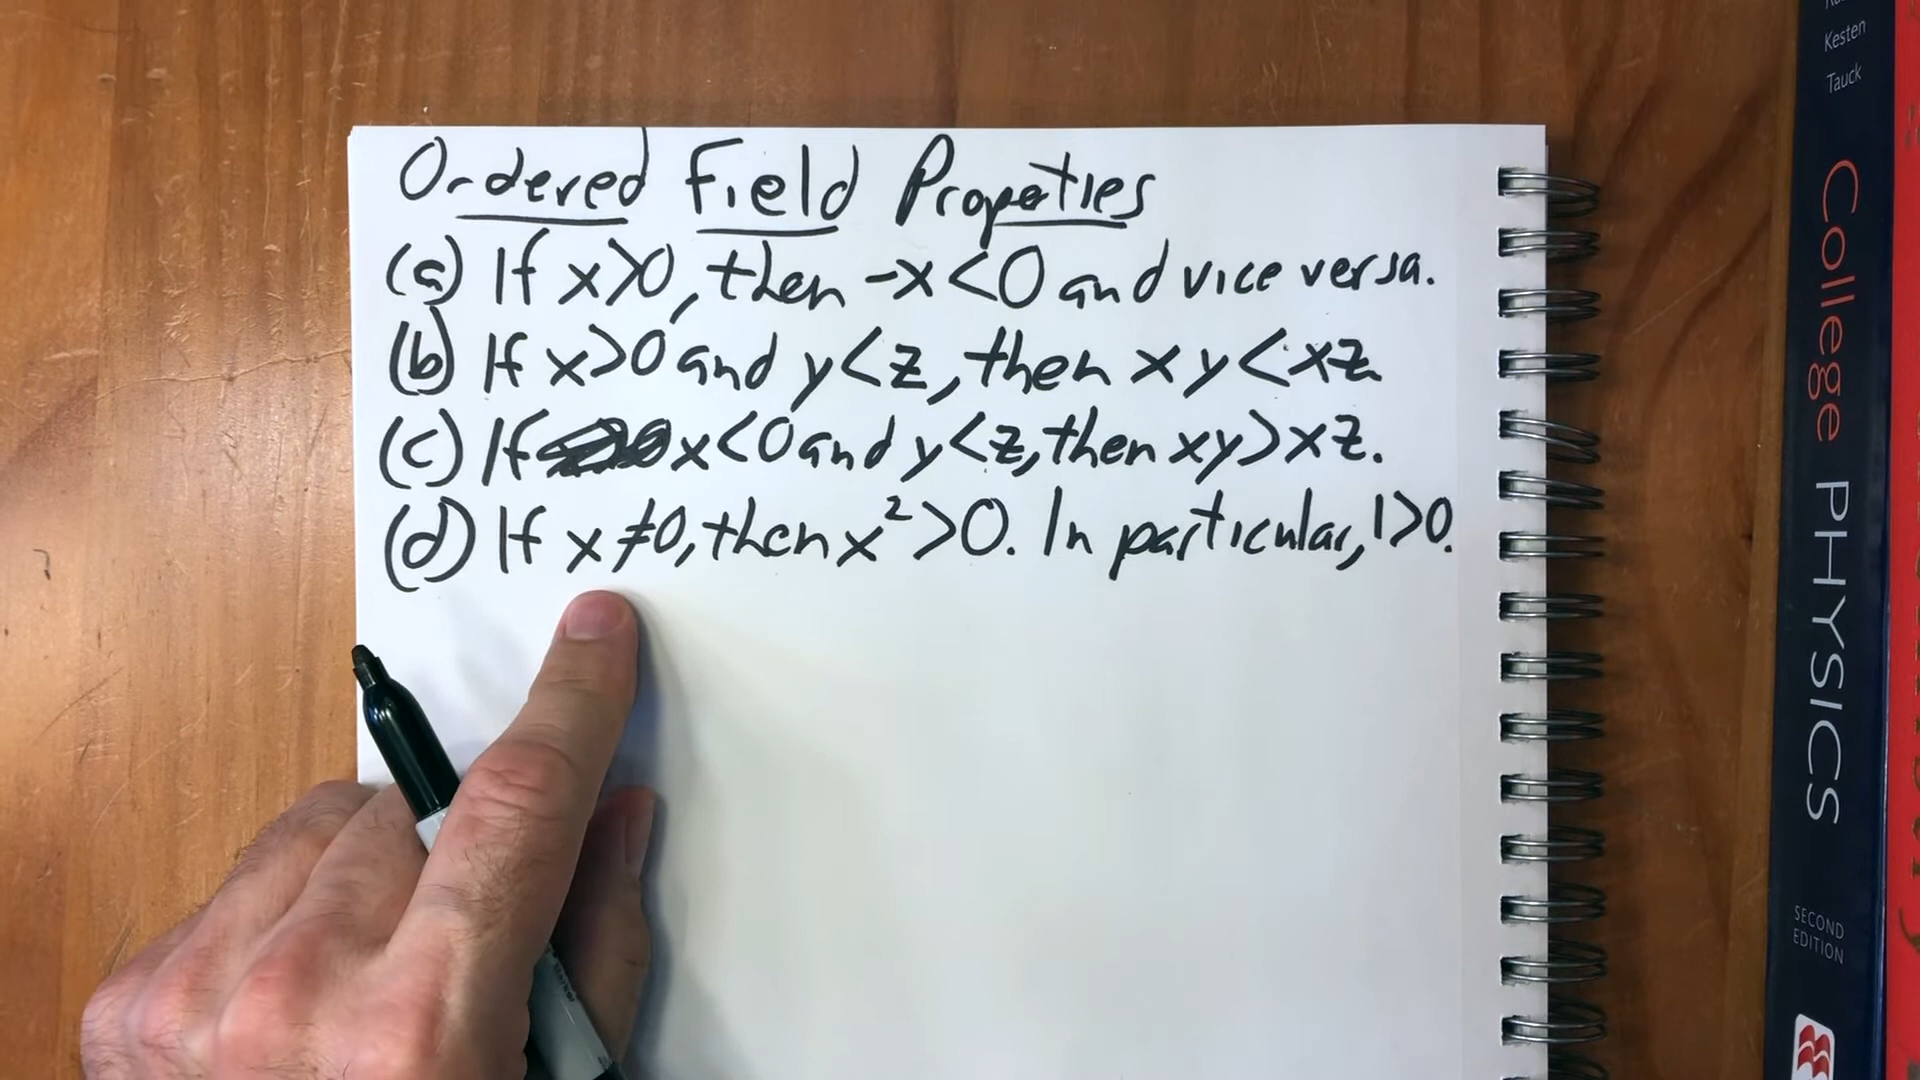 Ordered Field Properties
(a) If x>0, then -x<0 and vice versa.
(b) If x>0 and y<z, then xy<xz
(c) If x<0 and y<z, then xy>xz.
(d) If x≠0, then x²>0. In particular, 1>0.
Kesten
Tauck
College PHYSICS
SECOND
EDITION